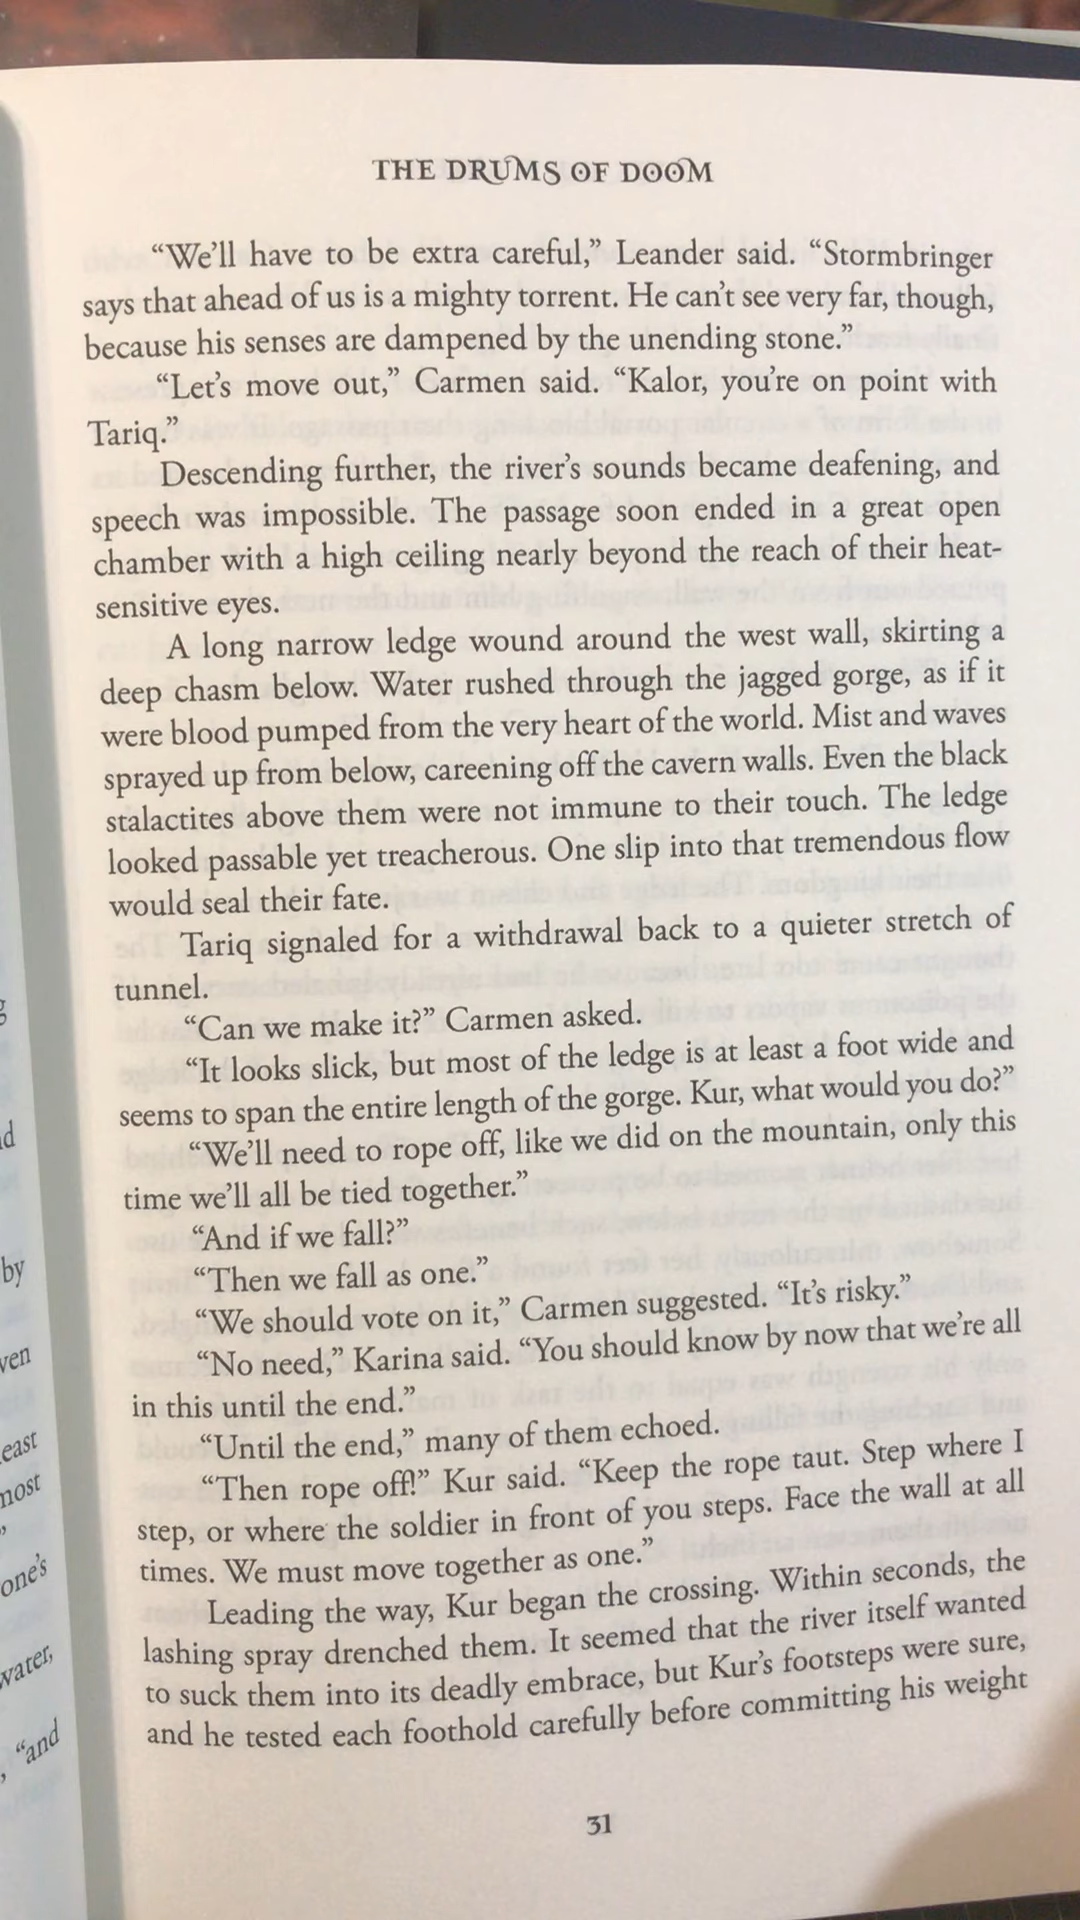 THE DRUMS OF DOOM
“We’ll have to be extra careful,” Leander said. “Stormbringer
says that ahead of us is a mighty torrent. He can’t see very far, though,
because his senses are dampened by the unending stone.”
“Let’s move out,” Carmen said. “Kalor, you’re on point with
Tariq.”
Descending further, the river’s sounds became deafening, and
speech was impossible. The passage soon ended in a great open
chamber with a high ceiling nearly beyond the reach of their heat-
sensitive eyes.
A long narrow ledge wound around the west wall, skirting a
deep chasm below. Water rushed through the jagged gorge, as if it
were blood pumped from the very heart of the world. Mist and waves
sprayed up from below, careening off the cavern walls. Even the black
stalactites above them were not immune to their touch. The ledge
looked passable yet treacherous. One slip into that tremendous flow
would seal their fate.
Tariq signaled for a withdrawal back to a quieter stretch of
tunnel.
“Can we make it?” Carmen asked.
“It looks slick, but most of the ledge is at least a foot wide and
seems to span the entire length of the gorge. Kur, what would you do?”
“We’ll need to rope off, like we did on the mountain, only this
time we’ll all be tied together.”
“And if we fall?”
“Then we fall as one.”
“We should vote on it,” Carmen suggested. “It’s risky.”
“No need,” Karina said. “You should know by now that we’re all
in this until the end.”
“Until the end,” many of them echoed.
“Then rope off!” Kur said. “Keep the rope taut. Step where I
step, or where the soldier in front of you steps. Face the wall at all
times. We must move together as one.”
Leading the way, Kur began the crossing. Within seconds, the
lashing spray drenched them. It seemed that the river itself wanted
to suck them into its deadly embrace, but Kur’s footsteps were sure,
and he tested each foothold carefully before committing his weight
31
by
one’s
water,
“and